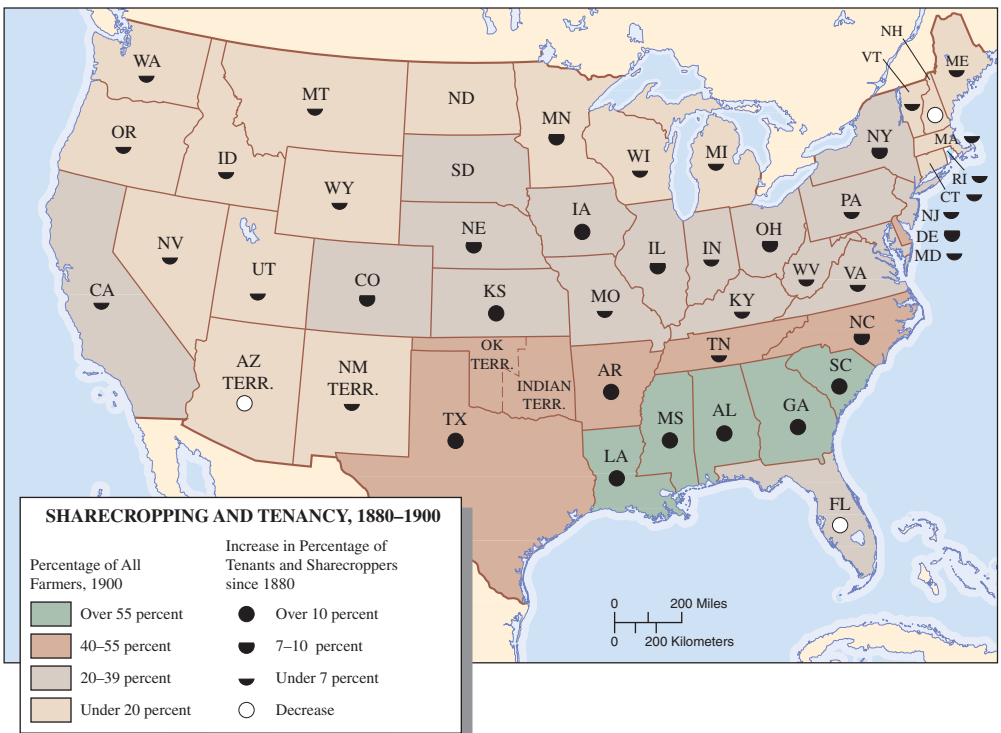 NH
VT
ME
WA
MT
ND
MN
OR
ID
WI
MI
NY
MA
SD
WY
RI
CT
PA
NJ
IA
NE
OH
DE
NV
IL
IN
MD
UT
WV
VA
CO
CA
KS
MO
KY
NC
TN
OK
TERR.
AZ
TERR.
NM
TERR.
INDIAN
TERR.
AR
SC
TX
MS
AL
GA
LA
FL
SHARECROPPING AND TENANCY, 1880–1900
Percentage of All
Farmers, 1900
Over 55 percent
40–55 percent
20–39 percent
Under 20 percent
Increase in Percentage of
Tenants and Sharecroppers
since 1880
Over 10 percent
7–10 percent
Under 7 percent
Decrease
0 200 Miles
0 200 Kilometers